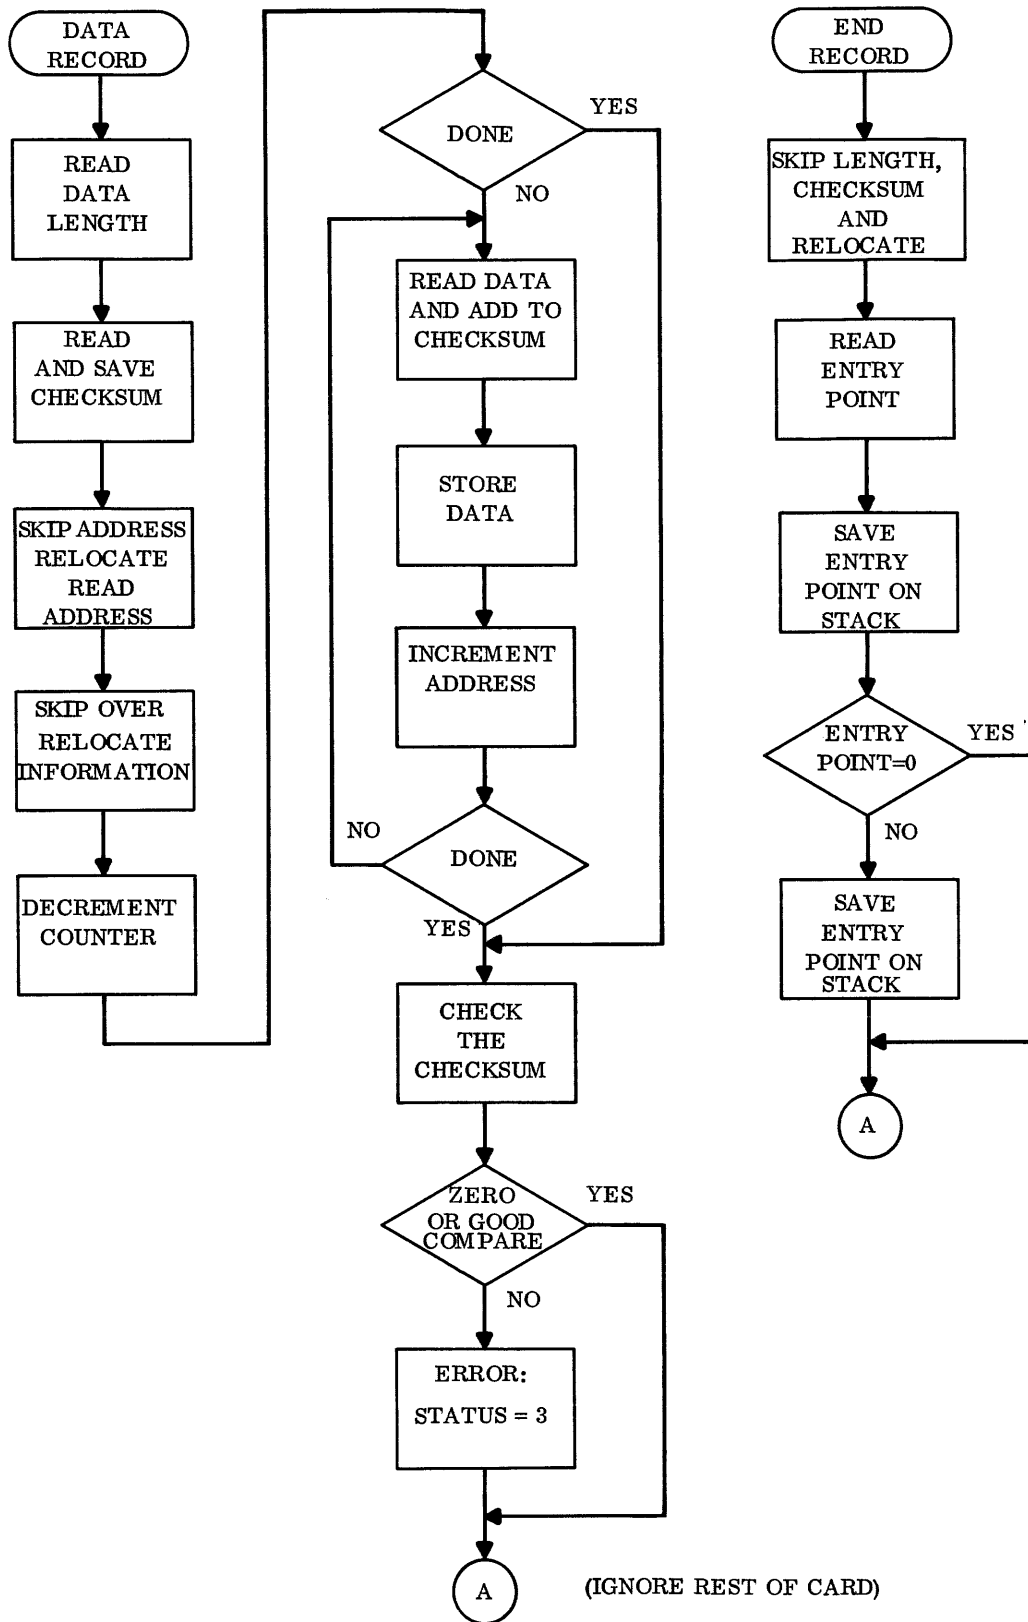 DATA
RECORD
READ
DATA
LENGTH
READ
AND SAVE
CHECKSUM
SKIP ADDRESS
RELOCATE
READ
ADDRESS
SKIP OVER
RELOCATE
INFORMATION
DECREMENT
COUNTER
DONE
YES
NO
READ DATA
AND ADD TO
CHECKSUM
STORE
DATA
INCREMENT
ADDRESS
NO
DONE
YES
CHECK
THE
CHECKSUM
ZERO
OR GOOD
COMPARE
YES
NO
ERROR:
STATUS = 3
A
(IGNORE REST OF CARD)
END
RECORD
SKIP LENGTH,
CHECKSUM
AND
RELOCATE
READ
ENTRY
POINT
SAVE
ENTRY
POINT ON
STACK
ENTRY
POINT=0
YES
NO
SAVE
ENTRY
POINT ON
STACK
A